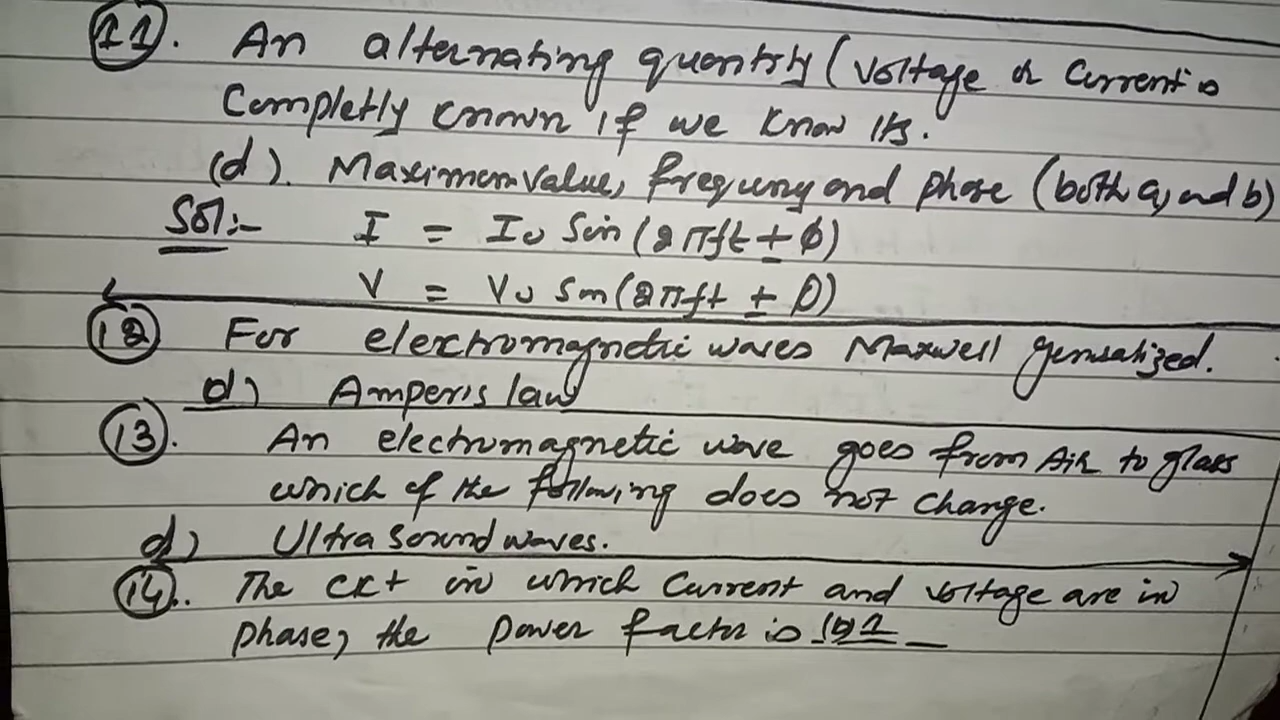 11. An alternating quantity (Voltage or Current is
Completly known if we know its.
(d). Maximum value, frequency and phase (both a, and b)
Sol:- I = I₀ Sin (2πft ± φ)
V = V₀ Sin (2πft ± φ)
12 For electromagnetic waves Maxwell generalized.
d) Amperis law
13. An electromagnetic wave goes from Air to glass
which of the following does not change.
d) Ultra Sound waves.
14. The CKt in which Current and voltage are in
phase, the power factor is